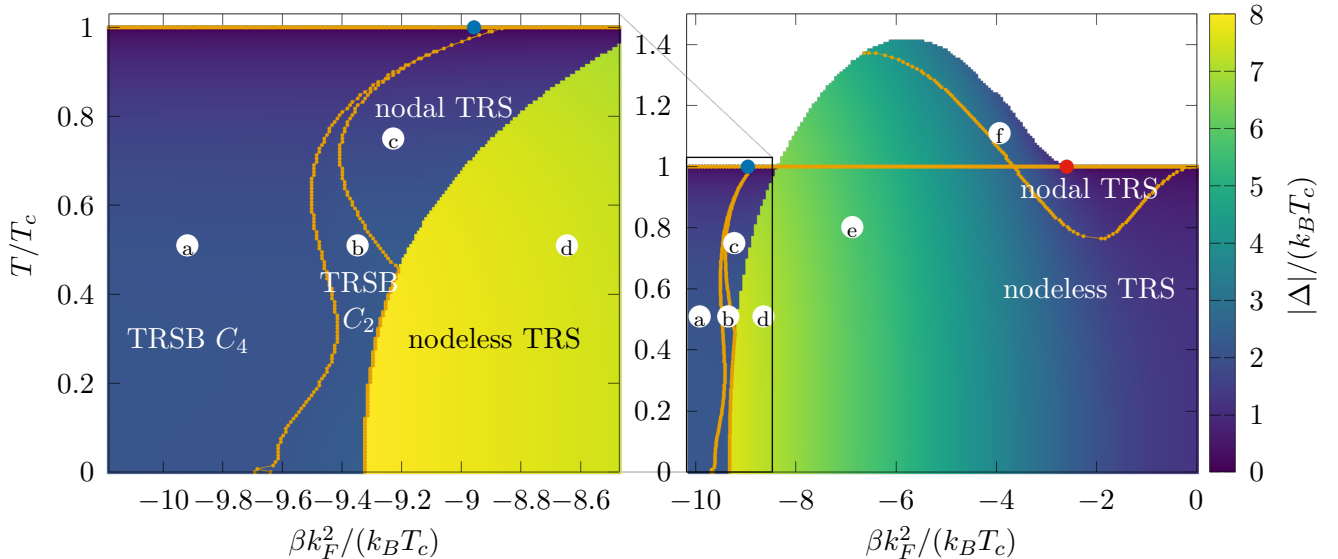 1
0.8
0.6
0.4
0.2
0
T/T_c
nodal TRS
c
a
b
d
TRSB
C_2
TRSB C_4
nodeless TRS
−10 −9.8 −9.6 −9.4 −9.2 −9 −8.8 −8.6
βk_F^2/(k_BT_c)
1.4
1.2
1
0.8
0.6
0.4
0.2
0
f
nodal TRS
c
e
nodeless TRS
a
b
d
−10 −8 −6 −4 −2 0
βk_F^2/(k_BT_c)
8
7
6
5
4
3
2
1
0
|Δ|/(k_BT_c)